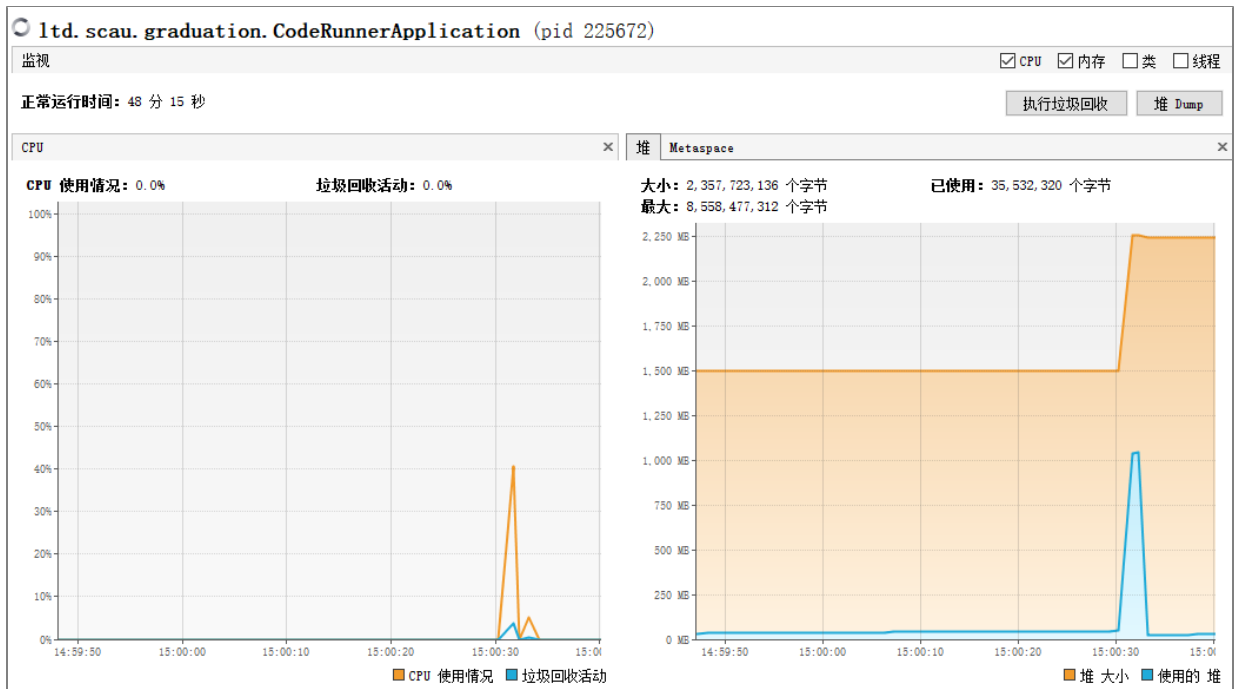 ltd.scau.graduation.CodeRunnerApplication (pid 225672)
监视
CPU 内存 类 线程
正常运行时间: 48 分 15 秒
执行垃圾回收 堆 Dump
CPU ×
CPU 使用情况: 0.0% 垃圾回收活动: 0.0%
100%
90%
80%
70%
60%
50%
40%
30%
20%
10%
0%
14:59:50 15:00:00 15:00:10 15:00:20 15:00:30 15:0
CPU 使用情况 垃圾回收活动
堆 Metaspace ×
大小: 2,357,723,136 个字节 已使用: 35,532,320 个字节
最大: 8,558,477,312 个字节
2,250 MB
2,000 MB
1,750 MB
1,500 MB
1,250 MB
1,000 MB
750 MB
500 MB
250 MB
0 MB
14:59:50 15:00:00 15:00:10 15:00:20 15:00:30 15:0
堆 大小 使用的 堆